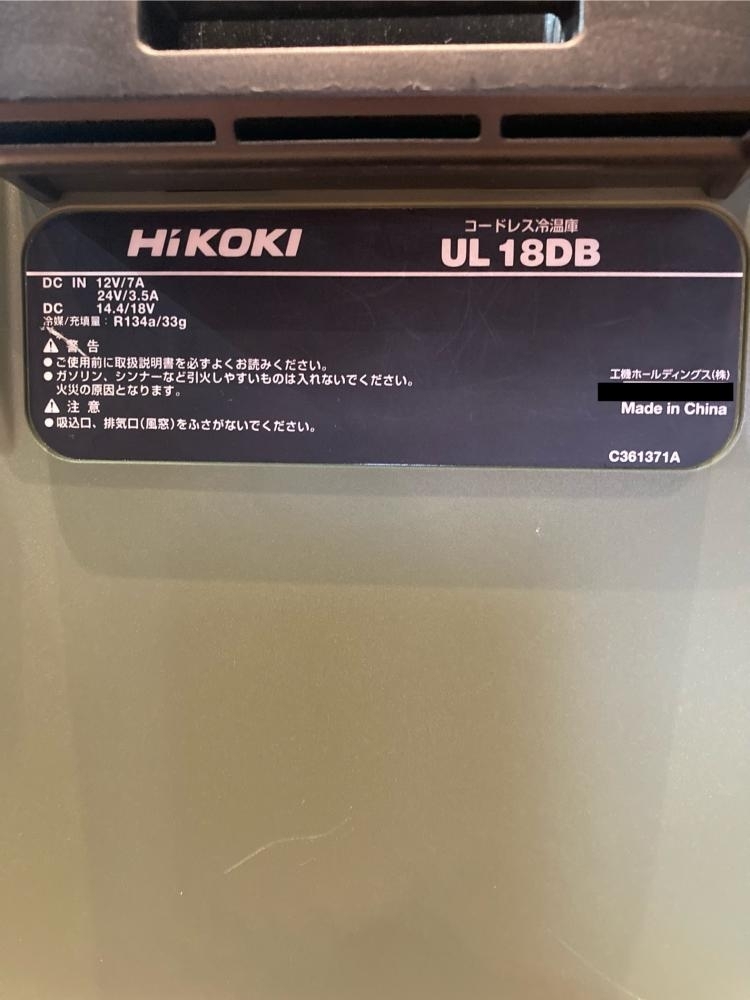 HiKOKI
コードレス冷温庫
UL 18DB
DC IN 12V/7A
24V/3.5A
DC 14.4/18V
冷媒/充填量：R134a/33g
⚠ 警告
● ご使用前に取扱説明書を必ずよくお読みください。
● ガソリン、シンナーなど引火しやすいものは入れないでください。
火災の原因となります。
⚠ 注意
● 吸込口、排気口(風窓)をふさがないでください。
工機ホールディングス(株)
Made in China
C361371A